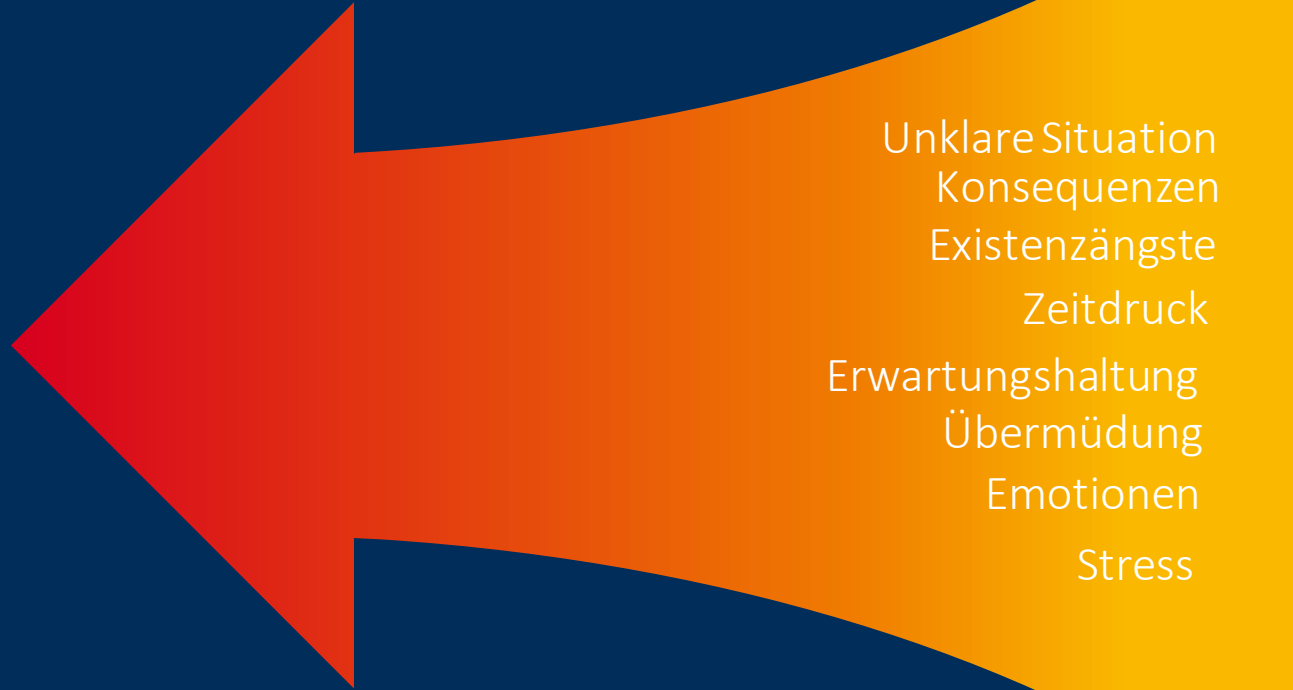 Unklare Situation
Konsequenzen
Existenzängste
Zeitdruck
Erwartungshaltung
Übermüdung
Emotionen
Stress